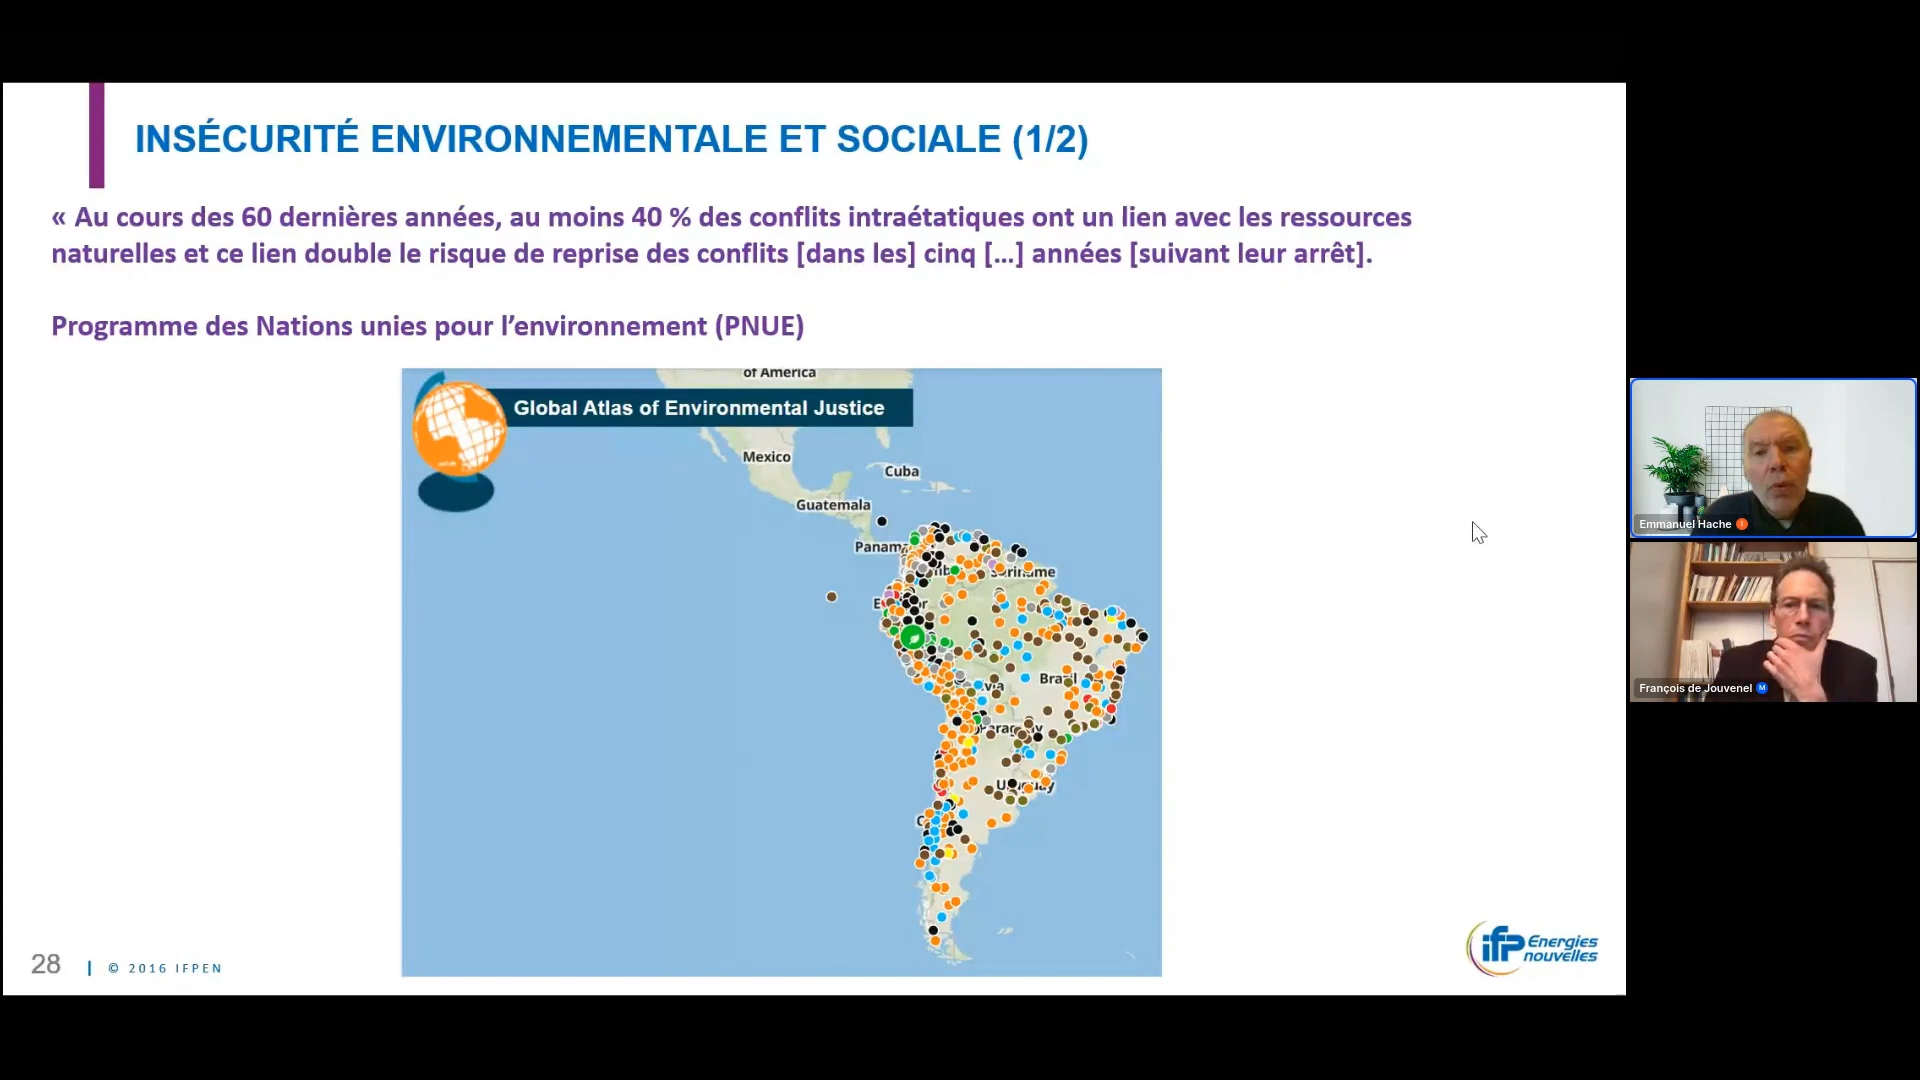 INSÉCURITÉ ENVIRONNEMENTALE ET SOCIALE (1/2)
« Au cours des 60 dernières années, au moins 40 % des conflits intraétatiques ont un lien avec les ressources
naturelles et ce lien double le risque de reprise des conflits [dans les] cinq [...] années [suivant leur arrêt].
Programme des Nations unies pour l’environnement (PNUE)
of America
Global Atlas of Environmental Justice
Mexico
Cuba
Guatemala
Emmanuel Hache
François de Jouvenel
28
© 2016 IFPEN
ifp Energies
nouvelles